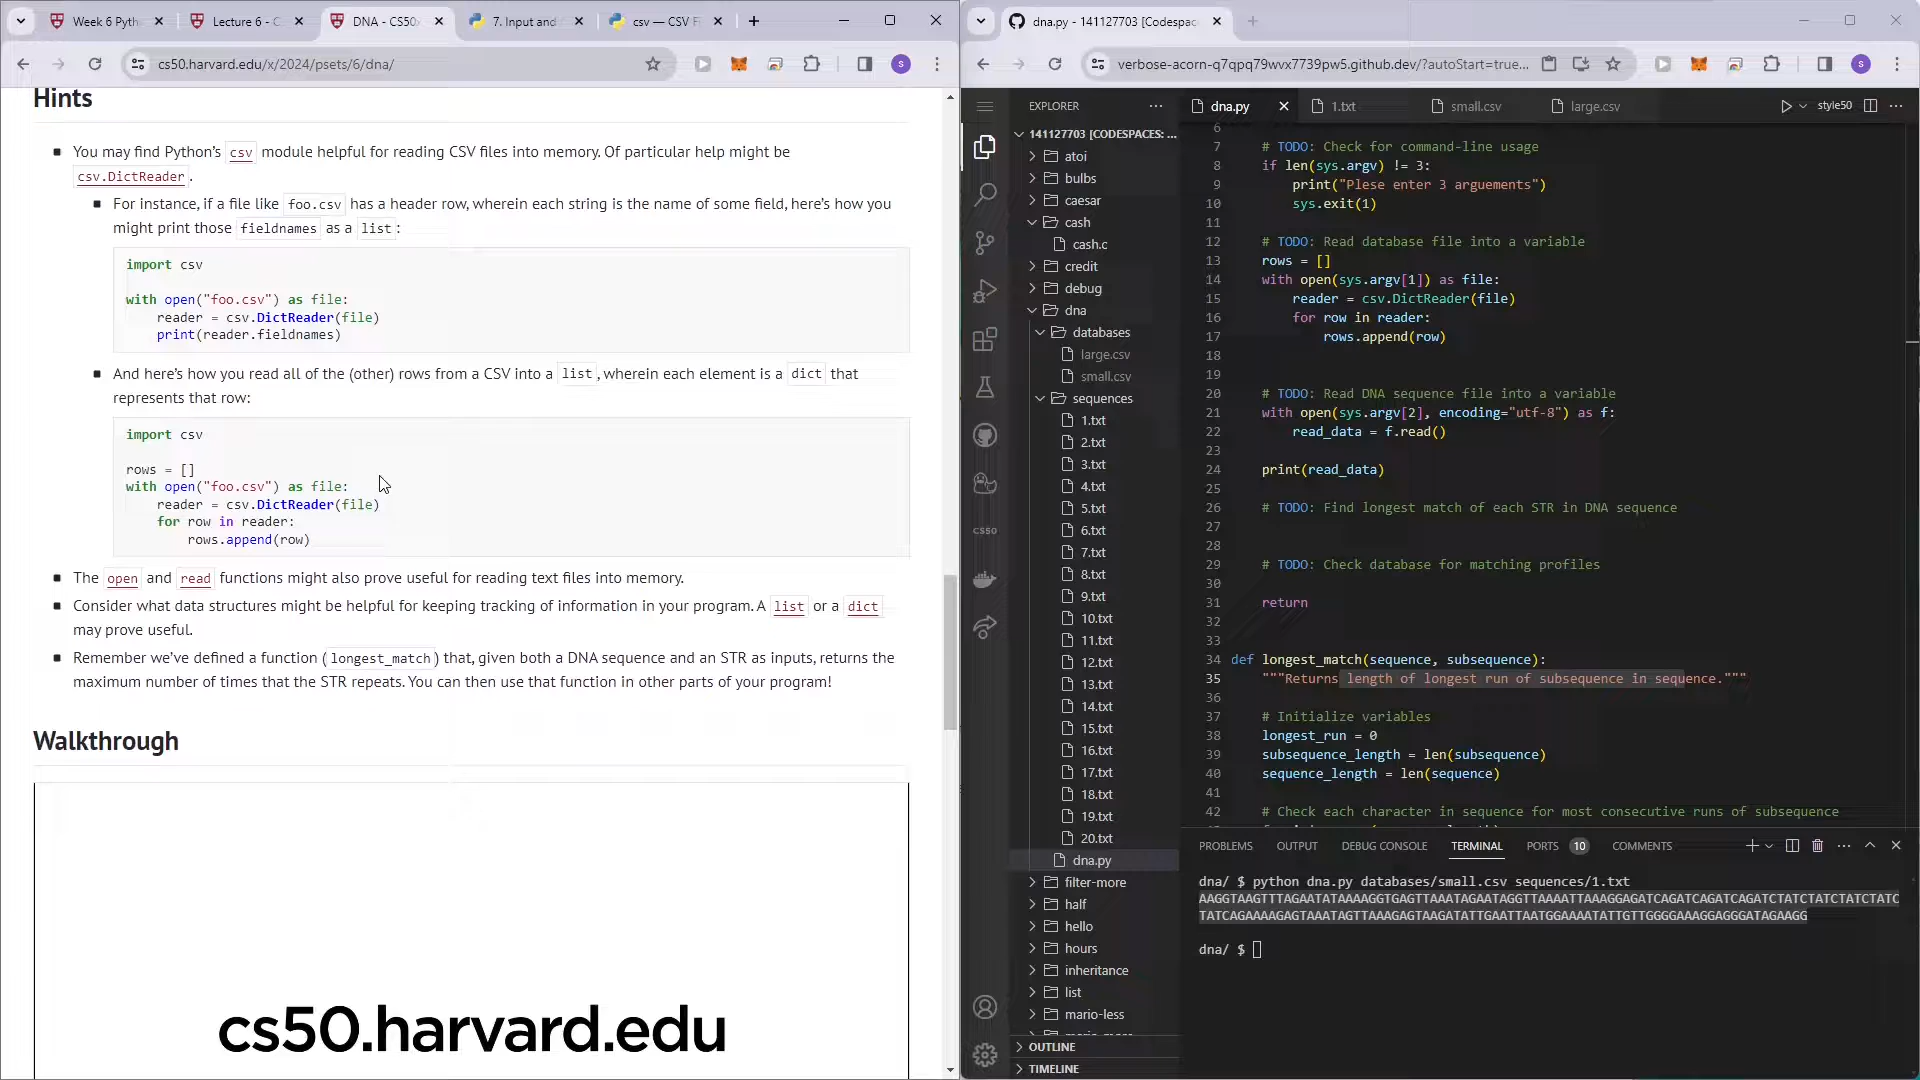 Week 6 Pyth
Lecture 6 - C
DNA - CS50x
7. Input and
csv — CSV F
cs50.harvard.edu/x/2024/psets/6/dna/
s
Hints
You may find Python's csv module helpful for reading CSV files into memory. Of particular help might be
csv.DictReader.
For instance, if a file like foo.csv has a header row, wherein each string is the name of some field, here's how you
might print those fieldnames as a list:
import csv
with open("foo.csv") as file:
reader = csv.DictReader(file)
print(reader.fieldnames)
And here's how you read all of the (other) rows from a CSV into a list, wherein each element is a dict that
represents that row:
import csv
rows = []
with open("foo.csv") as file:
reader = csv.DictReader(file)
for row in reader:
rows.append(row)
The open and read functions might also prove useful for reading text files into memory.
Consider what data structures might be helpful for keeping tracking of information in your program. A list or a dict
may prove useful.
Remember we've defined a function (longest_match) that, given both a DNA sequence and an STR as inputs, returns the
maximum number of times that the STR repeats. You can then use that function in other parts of your program!
Walkthrough
cs50.harvard.edu
dna.py - 141127703 [Codespac
verbose-acorn-q7qpq79wvx7739pw5.github.dev/?autoStart=true...
s
EXPLORER
141127703 [CODESPACES: ...
atoi
bulbs
caesar
cash
cash.c
credit
debug
dna
databases
large.csv
small.csv
sequences
1.txt
2.txt
3.txt
4.txt
5.txt
6.txt
7.txt
8.txt
9.txt
10.txt
11.txt
12.txt
13.txt
14.txt
15.txt
16.txt
17.txt
18.txt
19.txt
20.txt
dna.py
filter-more
half
hello
hours
inheritance
list
mario-less
OUTLINE
TIMELINE
CS50
dna.py
1.txt
small.csv
large.csv
style50
6
7 # TODO: Check for command-line usage
8 if len(sys.argv) != 3:
9 print("Plese enter 3 arguements")
10 sys.exit(1)
11
12 # TODO: Read database file into a variable
13 rows = []
14 with open(sys.argv[1]) as file:
15 reader = csv.DictReader(file)
16 for row in reader:
17 rows.append(row)
18
19
20 # TODO: Read DNA sequence file into a variable
21 with open(sys.argv[2], encoding="utf-8") as f:
22 read_data = f.read()
23
24 print(read_data)
25
26 # TODO: Find longest match of each STR in DNA sequence
27
28
29 # TODO: Check database for matching profiles
30
31 return
32
33
34 def longest_match(sequence, subsequence):
35 """Returns length of longest run of subsequence in sequence."""
36
37 # Initialize variables
38 longest_run = 0
39 subsequence_length = len(subsequence)
40 sequence_length = len(sequence)
41
42 # Check each character in sequence for most consecutive runs of subsequence
PROBLEMS
OUTPUT
DEBUG CONSOLE
TERMINAL
PORTS 10
COMMENTS
dna/ $ python dna.py databases/small.csv sequences/1.txt
AAGGTAAGTTTAGAATATAAAAGGTGAGTTAAATAGAATAGGTTAAAATTAAAGGAGATCAGATCAGATCAGATCTATCTATCTATCTATC
TATCAGAAAAGAGTAAATAGTTAAAGAGTAAGATATTGAATTAATGGAAAATATTGTTGGGGAAAGGAGGGATAGAAGG
dna/ $